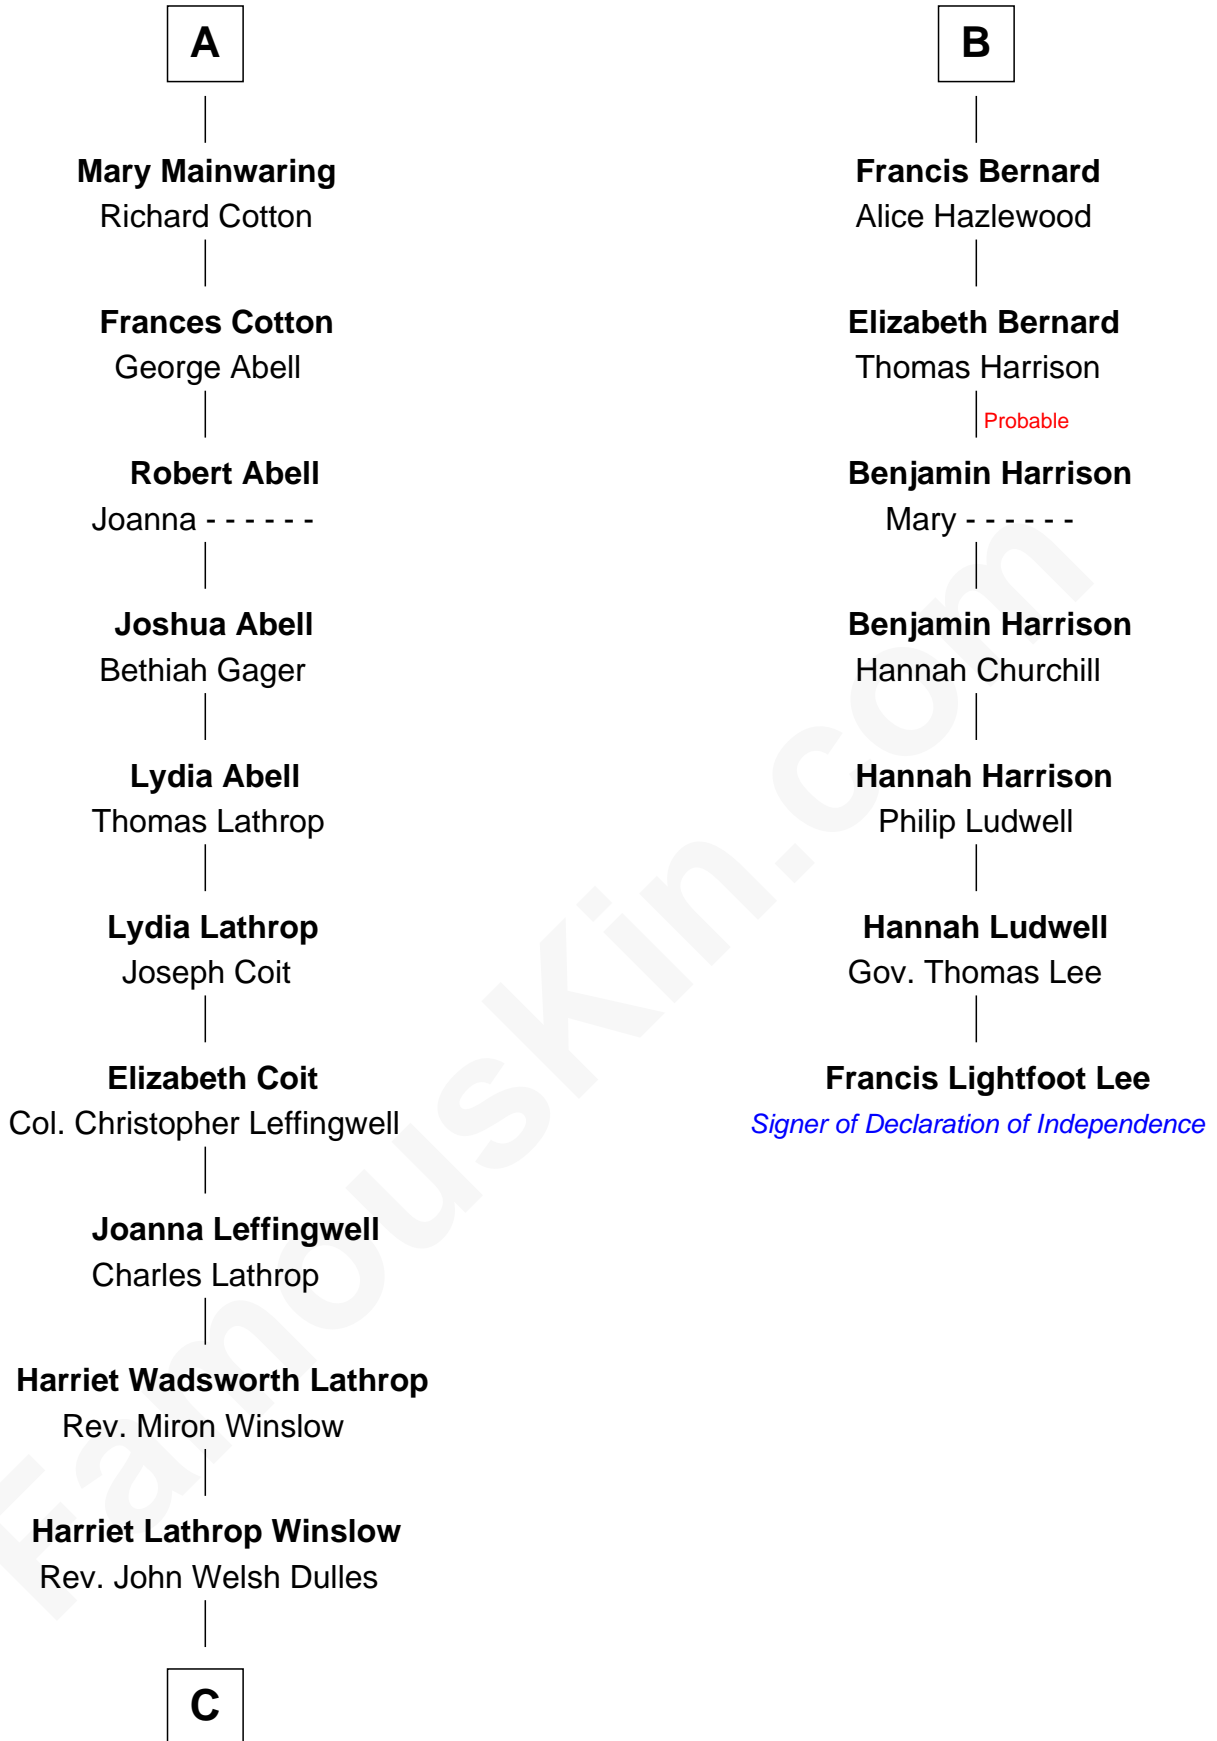 A
Mary Mainwaring
Richard Cotton
Frances Cotton
George Abell
Robert Abell
Joanna - - - - - -
Joshua Abell
Bethiah Gager
Lydia Abell
Thomas Lathrop
Lydia Lathrop
Joseph Coit
Elizabeth Coit
Col. Christopher Leffingwell
Joanna Leffingwell
Charles Lathrop
Harriet Wadsworth Lathrop
Rev. Miron Winslow
Harriet Lathrop Winslow
Rev. John Welsh Dulles
C
B
Francis Bernard
Alice Hazlewood
Elizabeth Bernard
Thomas Harrison
Probable
Benjamin Harrison
Mary - - - - - -
Benjamin Harrison
Hannah Churchill
Hannah Harrison
Philip Ludwell
Hannah Ludwell
Gov. Thomas Lee
Francis Lightfoot Lee
Signer of Declaration of Independence
FamousKin.com